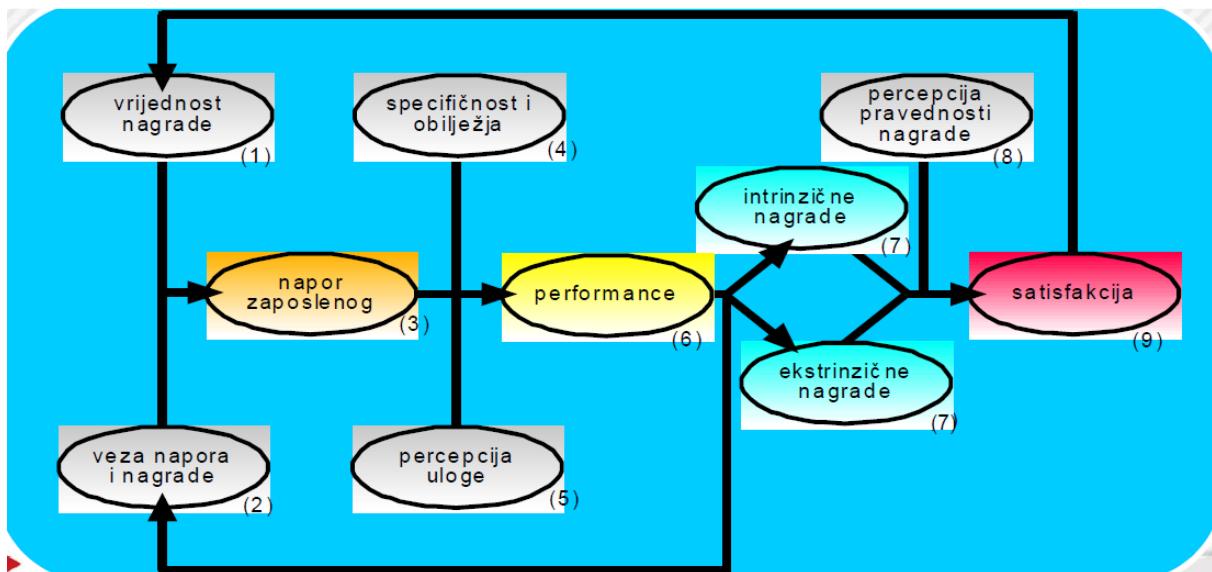 vrijednost
nagrade
(1)
specifičnost i
obilježja
(4)
percepcija
pravednosti
nagrade
(8)
intrinzične
nagrade
(7)
napor
zaposlenog
(3)
performance
(6)
satisfakcija
(9)
ekstrinzične
nagrade
(7)
veza napora
i nagrade
(2)
percepcija
uloge
(5)